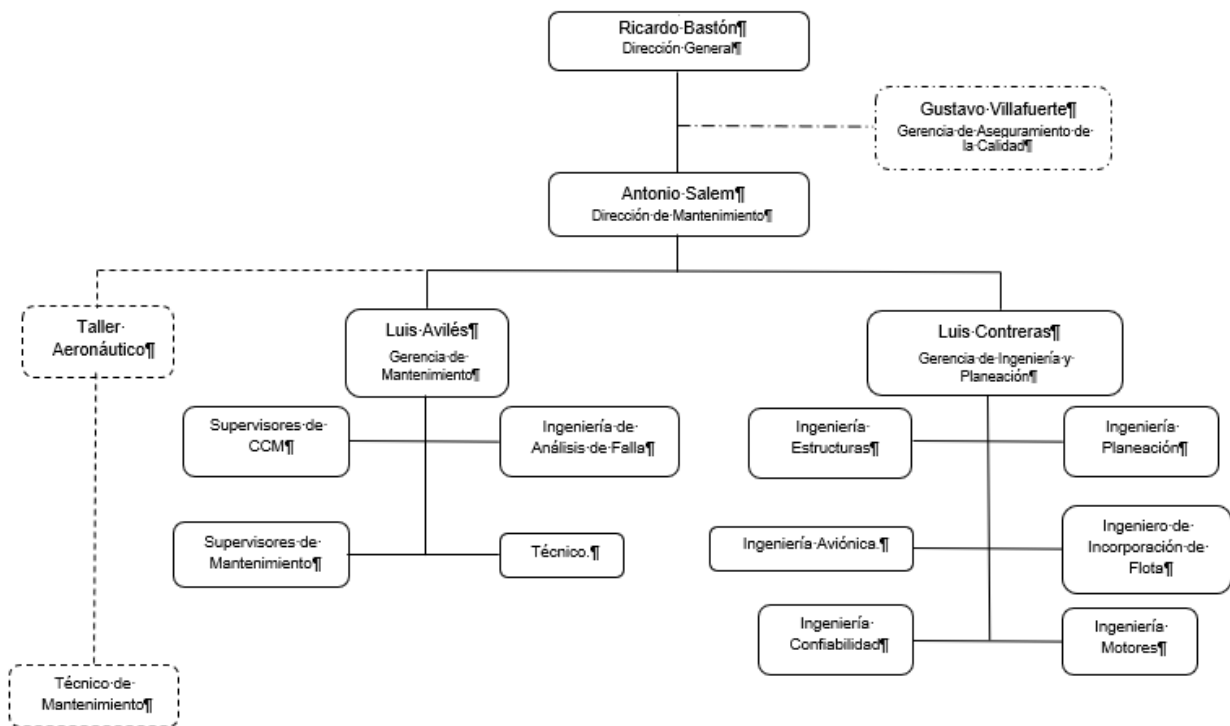 Ricardo·Bastón¶
Dirección·General¶
Gustavo·Villafuerte¶
Gerencia·de·Aseguramiento·de·
la·Calidad¶
Antonio·Salem¶
Dirección·de·Mantenimiento¶
Taller·
Aeronáutico¶
Luis·Avilés¶
Gerencia·de·
Mantenimiento¶
Luis·Contreras¶
Gerencia·de·Ingeniería·y·
Planeación¶
Supervisores·de·
CCM¶
Ingeniería·de·
Análisis·de·Falla¶
Ingeniería·
Estructuras¶
Ingeniería·
Planeación¶
Supervisores·de·
Mantenimiento¶
Técnico.¶
Ingeniería·Aviónica.¶
Ingeniero·de·
Incorporación·de·
Flota¶
Ingeniería·
Confiabilidad¶
Ingeniería·
Motores¶
Técnico·de·
Mantenimiento¶